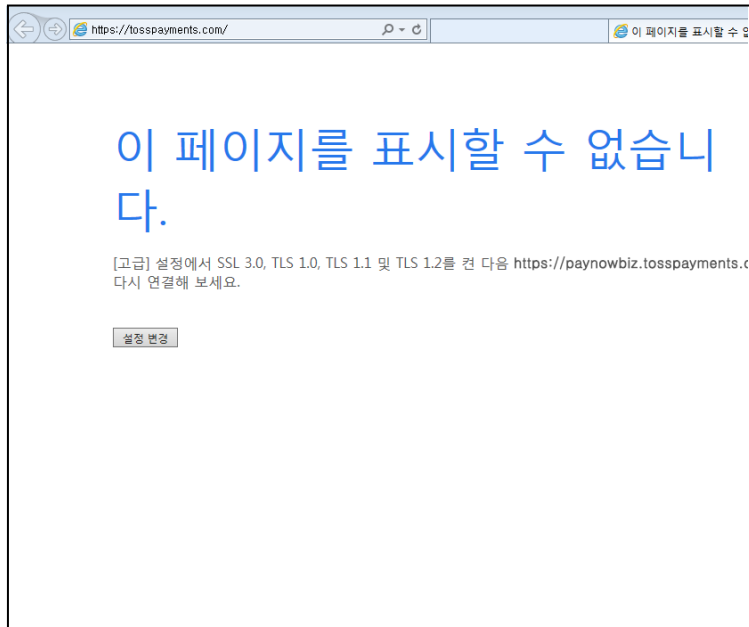 https://tosspayments.com/
이 페이지를 표시할 수
이 페이지를 표시할 수 없습니
다.
[고급] 설정에서 SSL 3.0, TLS 1.0, TLS 1.1 및 TLS 1.2를 켠 다음 https://paynowbiz.tosspayments.c
다시 연결해 보세요.
설정 변경